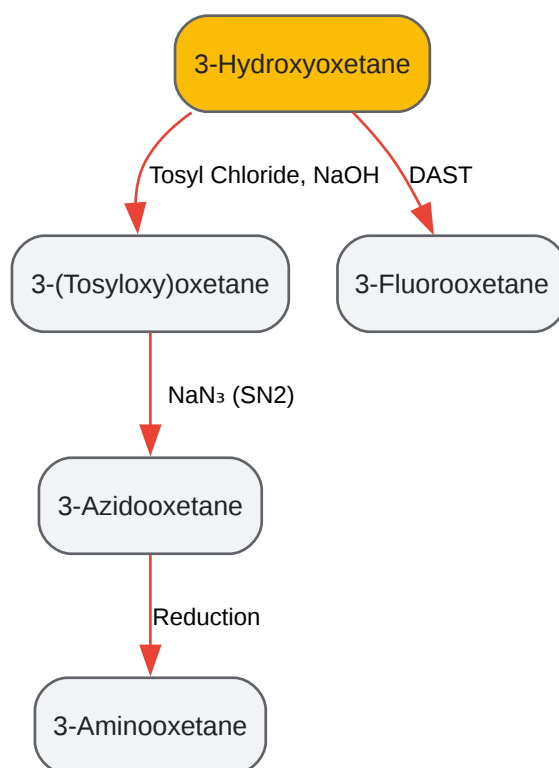 3-Hydroxyoxetane
Tosyl Chloride, NaOH
DAST
3-(Tosyloxy)oxetane
3-Fluorooxetane
NaN₃ (SN2)
3-Azidooxetane
Reduction
3-Aminooxetane